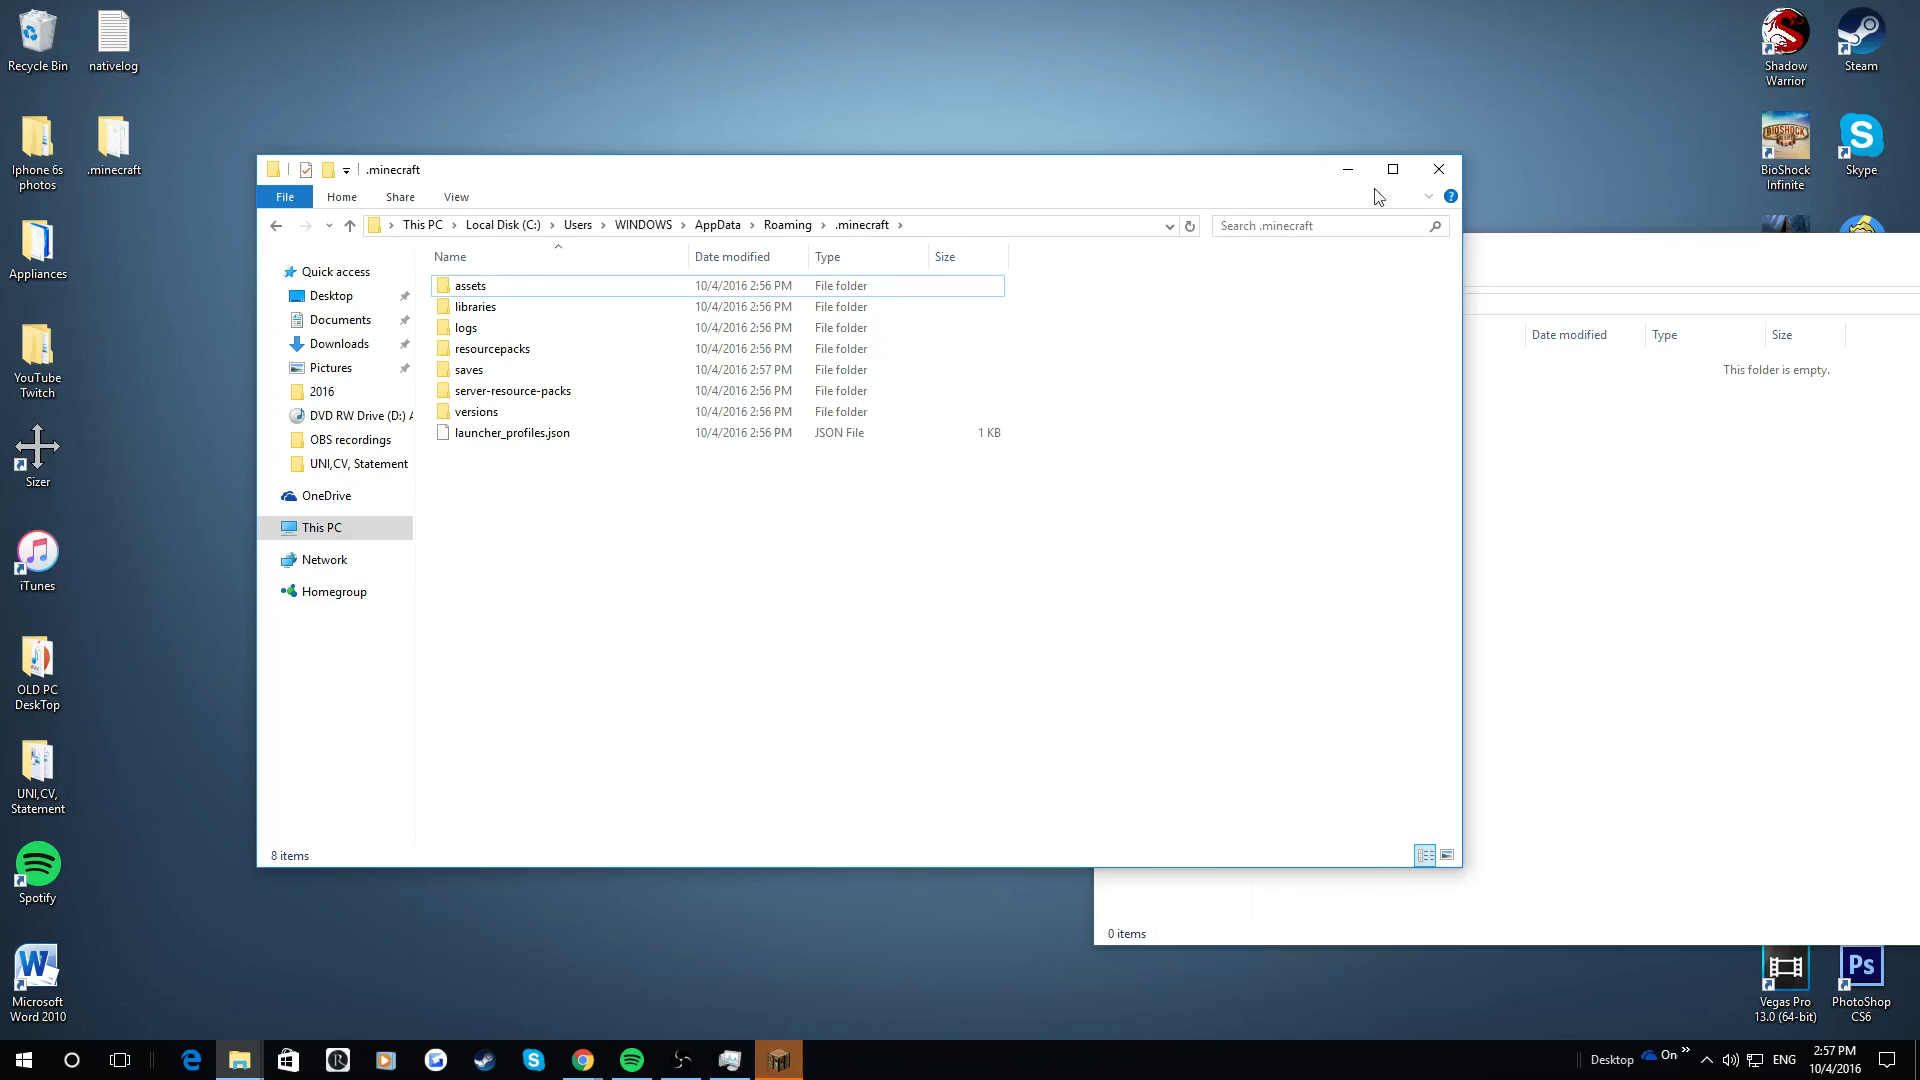 Recycle Bin
nativelog
Iphone 6s
photos
.minecraft
Appliances
YouTube
Twitch
Sizer
iTunes
OLD PC
DeskTop
UNI,CV,
Statement
Spotify
Microsoft
Word 2010
Shadow
Warrior
Steam
BioShock
Infinite
Skype
Vegas Pro
13.0 (64-bit)
PhotoShop
CS6
.minecraft
File Home Share View
This PC Local Disk (C:) Users WINDOWS AppData Roaming .minecraft
Search .minecraft
Quick access
Desktop
Documents
Downloads
Pictures
2016
DVD RW Drive (D:) A
OBS recordings
UNI,CV, Statement
OneDrive
This PC
Network
Homegroup
Name Date modified Type Size
assets 10/4/2016 2:56 PM File folder
libraries 10/4/2016 2:56 PM File folder
logs 10/4/2016 2:56 PM File folder
resourcepacks 10/4/2016 2:56 PM File folder
saves 10/4/2016 2:57 PM File folder
server-resource-packs 10/4/2016 2:56 PM File folder
versions 10/4/2016 2:56 PM File folder
launcher_profiles.json 10/4/2016 2:56 PM JSON File 1 KB
8 items
Date modified Type Size
This folder is empty.
0 items
Desktop On » ENG
2:57 PM
10/4/2016